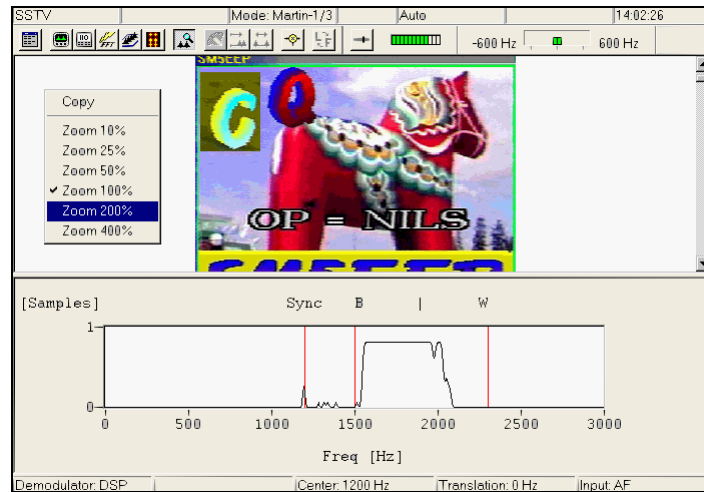 SSTV Mode: Martin-1/3 Auto 14:02:26
-600 Hz 600 Hz
SM5EEP
CQ
Copy
Zoom 10%
Zoom 25%
Zoom 50%
Zoom 100%
Zoom 200%
Zoom 400%
OP = NILS
SM5EEP
[Samples] Sync B | W
1
0
0 500 1000 1500 2000 2500 3000
Freq [Hz]
Demodulator: DSP Center: 1200 Hz Translation: 0 Hz Input: AF